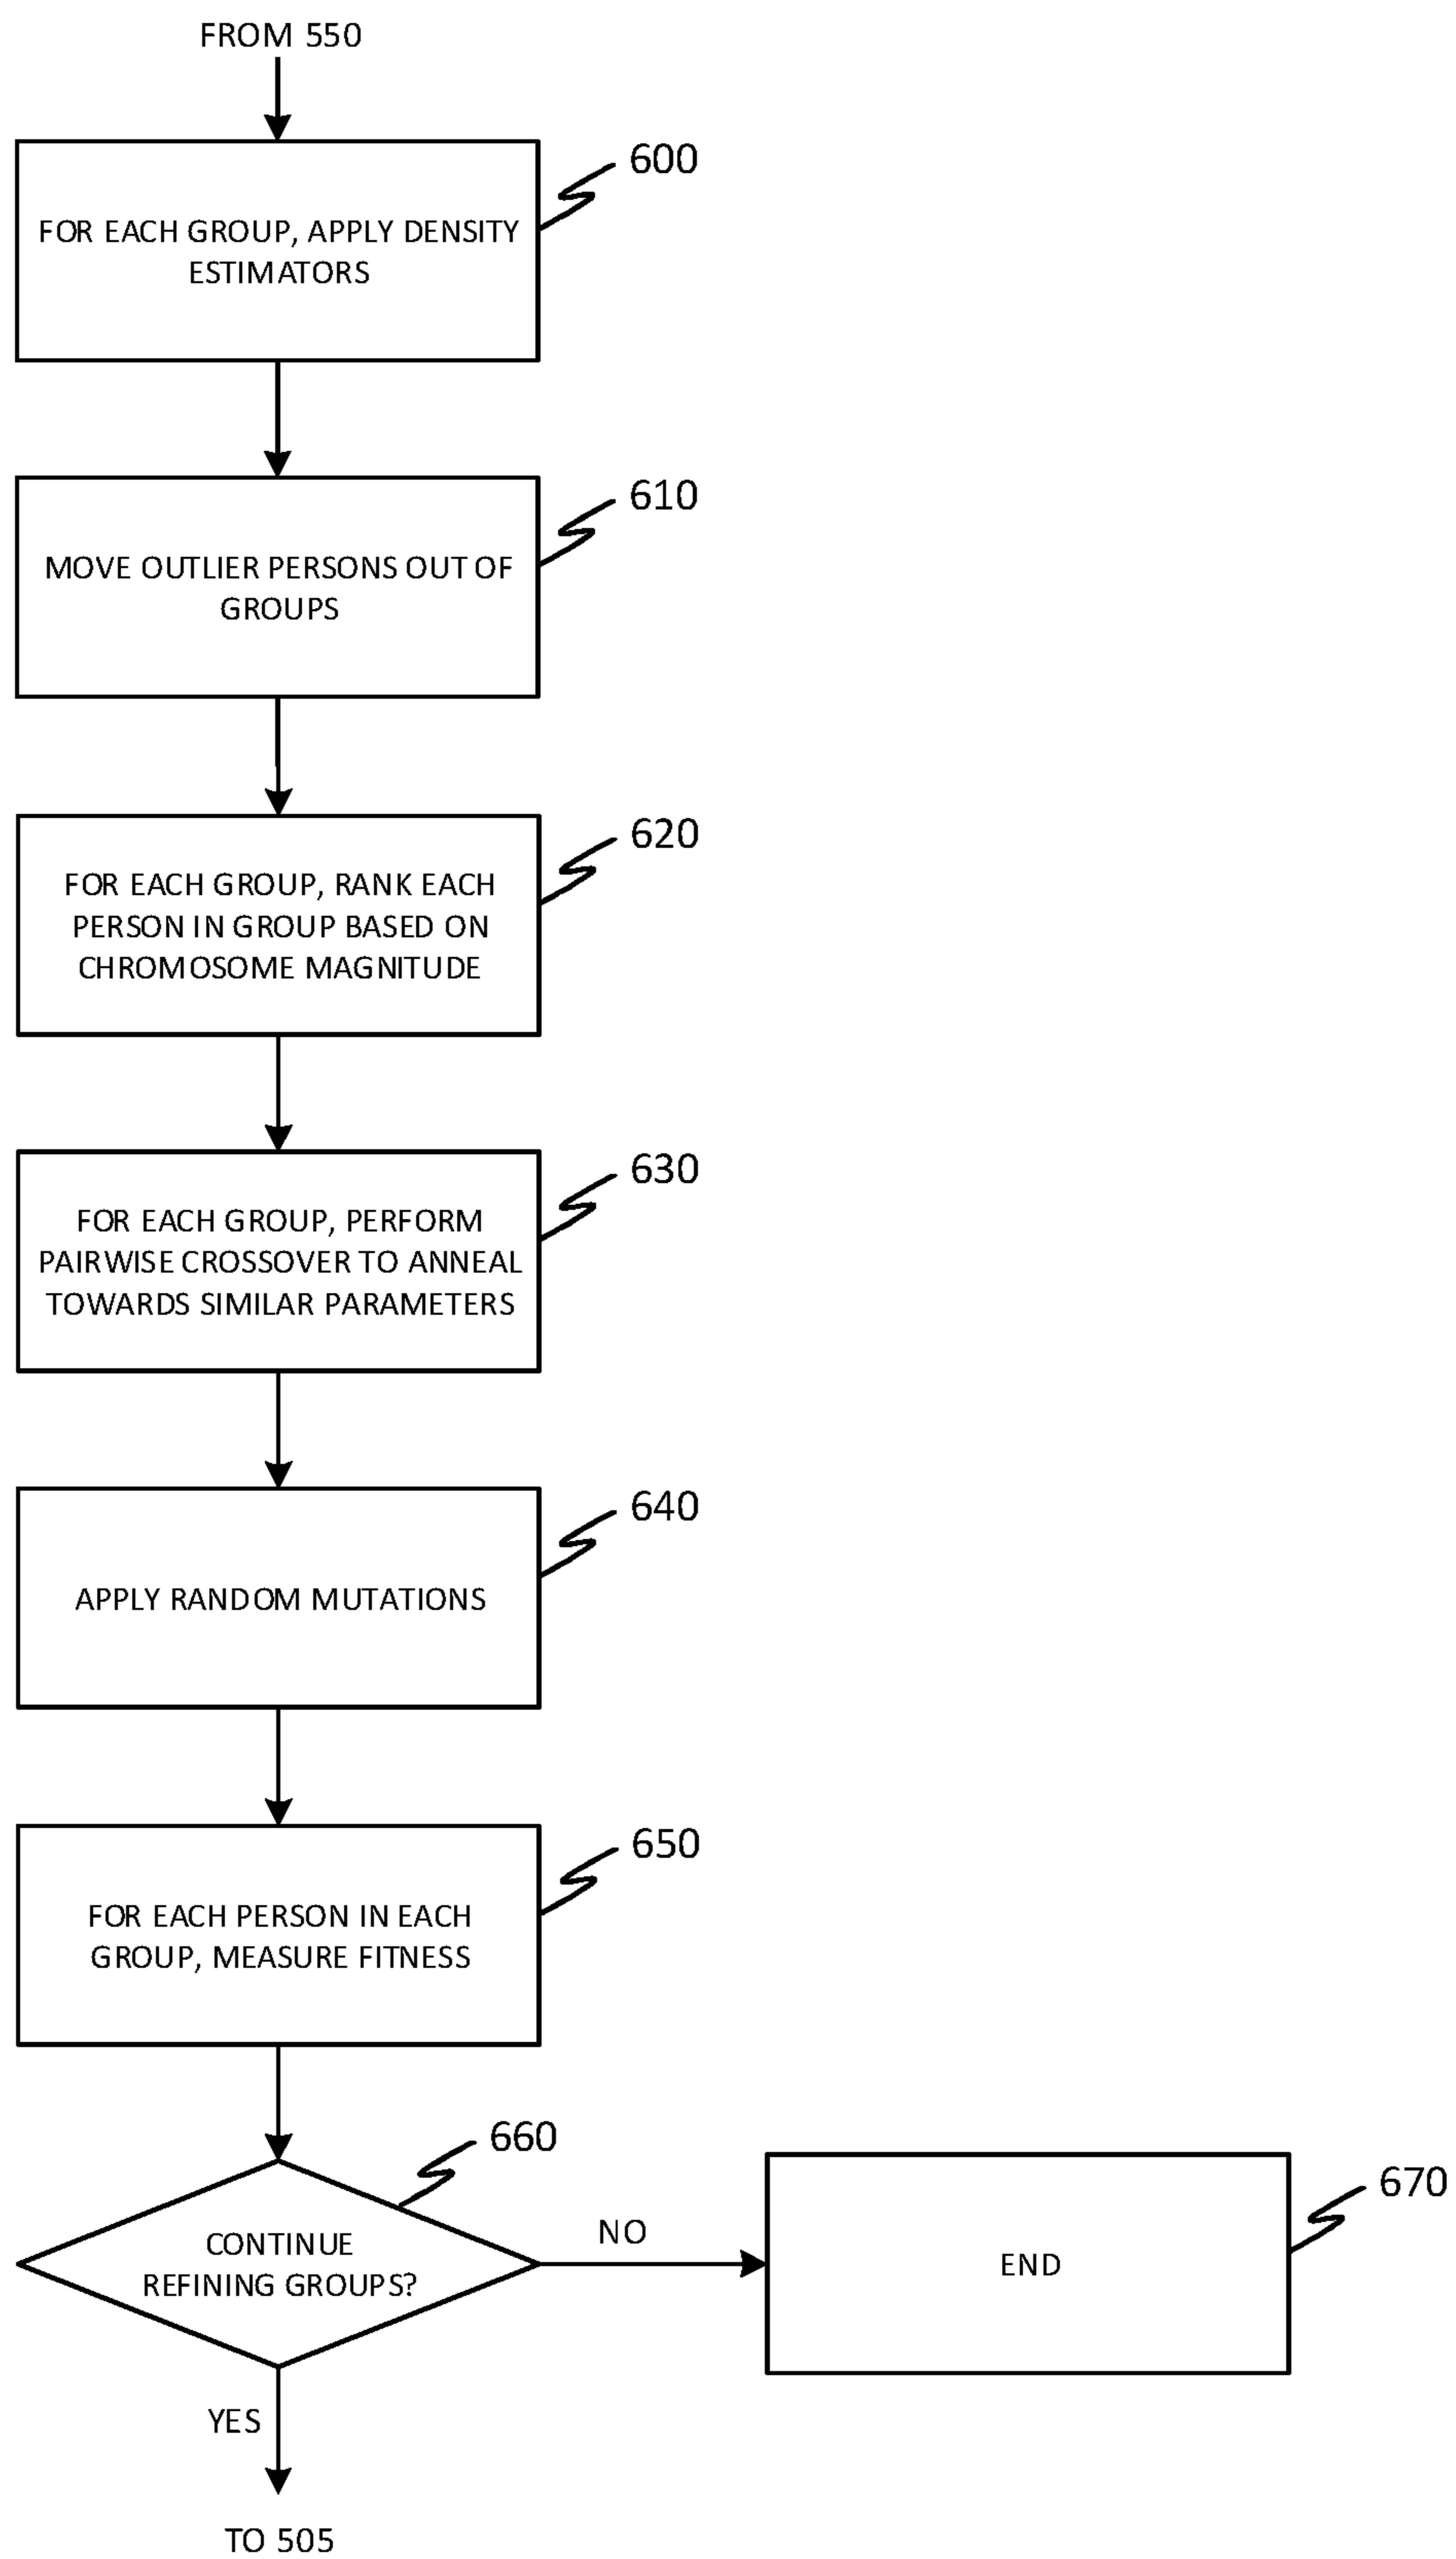 FROM 550
600
FOR EACH GROUP, APPLY DENSITY
ESTIMATORS
610
MOVE OUTLIER PERSONS OUT OF
GROUPS
620
FOR EACH GROUP, RANK EACH
PERSON IN GROUP BASED ON
CHROMOSOME MAGNITUDE
630
FOR EACH GROUP, PERFORM
PAIRWISE CROSSOVER TO ANNEAL
TOWARDS SIMILAR PARAMETERS
640
APPLY RANDOM MUTATIONS
650
FOR EACH PERSON IN EACH
GROUP, MEASURE FITNESS
660
CONTINUE
REFINING GROUPS?
NO
670
END
YES
TO 505